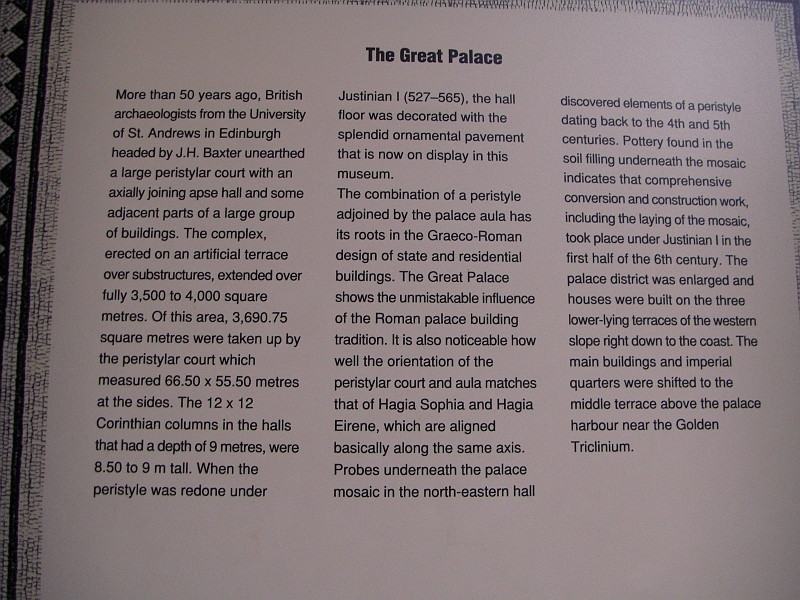 The Great Palace
More than 50 years ago, British
archaeologists from the University
of St. Andrews in Edinburgh
headed by J.H. Baxter unearthed
a large peristylar court with an
axially joining apse hall and some
adjacent parts of a large group
of buildings. The complex,
erected on an artificial terrace
over substructures, extended over
fully 3,500 to 4,000 square
metres. Of this area, 3,690.75
square metres were taken up by
the peristylar court which
measured 66.50 x 55.50 metres
at the sides. The 12 x 12
Corinthian columns in the halls
that had a depth of 9 metres, were
8.50 to 9 m tall. When the
peristyle was redone under
Justinian I (527–565), the hall
floor was decorated with the
splendid ornamental pavement
that is now on display in this
museum.
The combination of a peristyle
adjoined by the palace aula has
its roots in the Graeco-Roman
design of state and residential
buildings. The Great Palace
shows the unmistakable influence
of the Roman palace building
tradition. It is also noticeable how
well the orientation of the
peristylar court and aula matches
that of Hagia Sophia and Hagia
Eirene, which are aligned
basically along the same axis.
Probes underneath the palace
mosaic in the north-eastern hall
discovered elements of a peristyle
dating back to the 4th and 5th
centuries. Pottery found in the
soil filling underneath the mosaic
indicates that comprehensive
conversion and construction work,
including the laying of the mosaic,
took place under Justinian I in the
first half of the 6th century. The
palace district was enlarged and
houses were built on the three
lower-lying terraces of the western
slope right down to the coast. The
main buildings and imperial
quarters were shifted to the
middle terrace above the palace
harbour near the Golden
Triclinium.